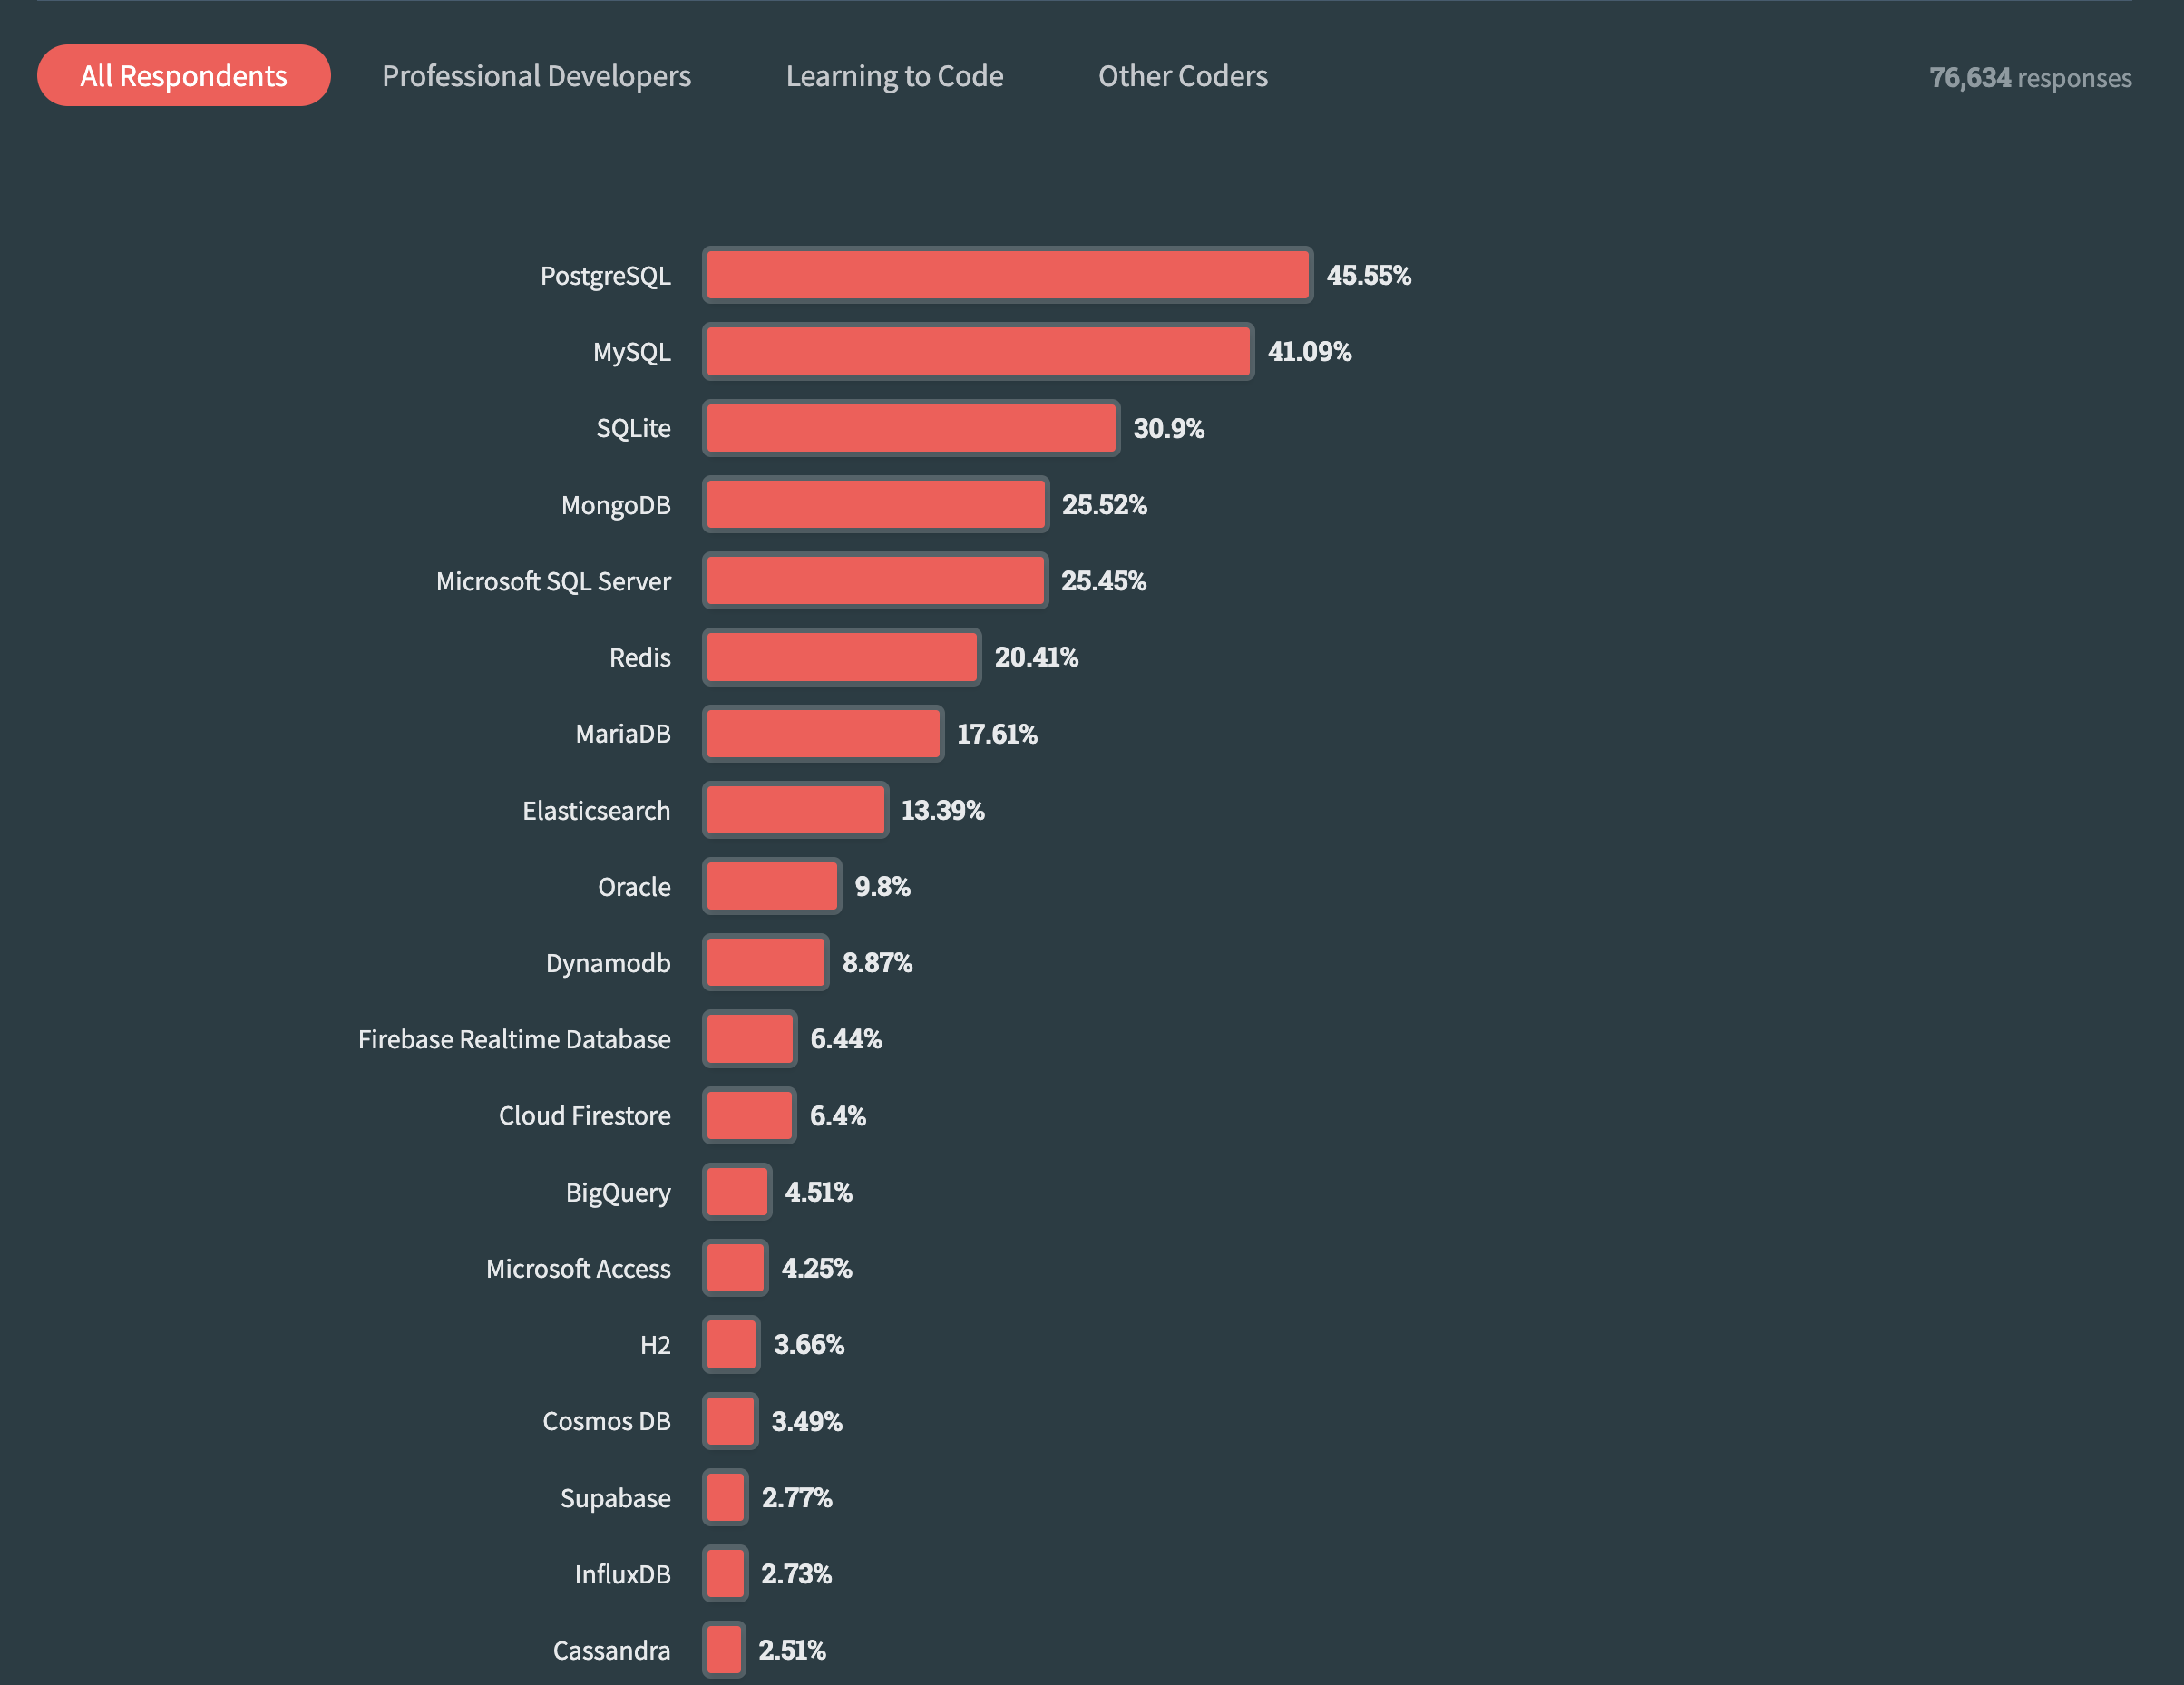 All Respondents Professional Developers Learning to Code Other Coders 76,634 responses
PostgreSQL 45.55%
MySQL 41.09%
SQLite 30.9%
MongoDB 25.52%
Microsoft SQL Server 25.45%
Redis 20.41%
MariaDB 17.61%
Elasticsearch 13.39%
Oracle 9.8%
Dynamodb 8.87%
Firebase Realtime Database 6.44%
Cloud Firestore 6.4%
BigQuery 4.51%
Microsoft Access 4.25%
H2 3.66%
Cosmos DB 3.49%
Supabase 2.77%
InfluxDB 2.73%
Cassandra 2.51%